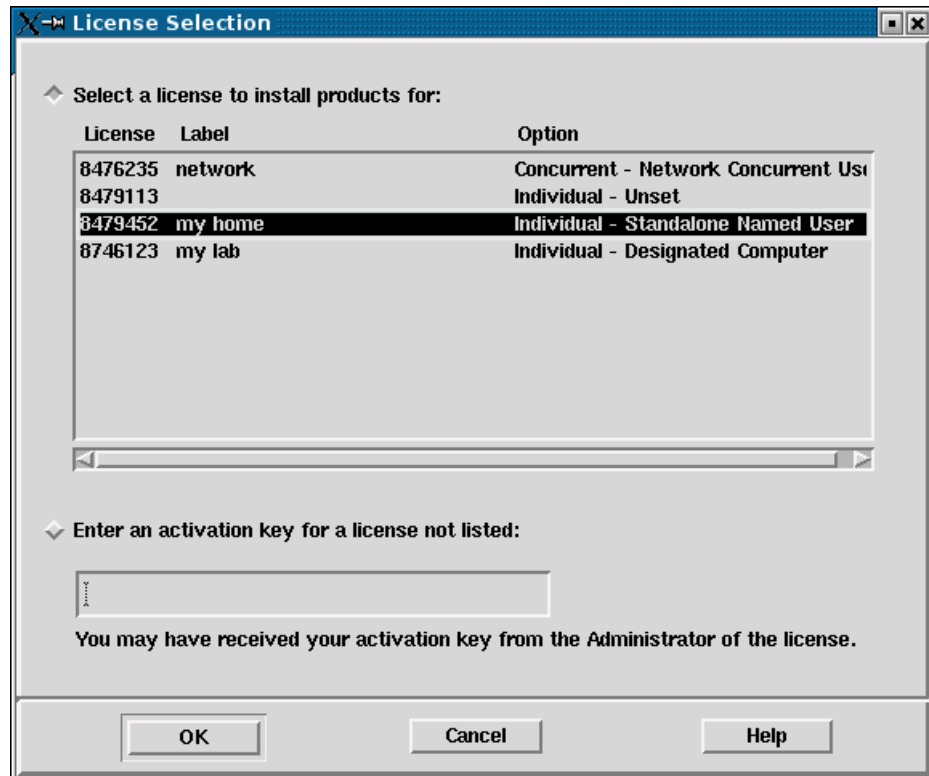 License Selection
Select a license to install products for:
License Label Option
8476235 network Concurrent - Network Concurrent Use
8479113 Individual - Unset
8479452 my home Individual - Standalone Named User
8746123 my lab Individual - Designated Computer
Enter an activation key for a license not listed:
You may have received your activation key from the Administrator of the license.
OK Cancel Help